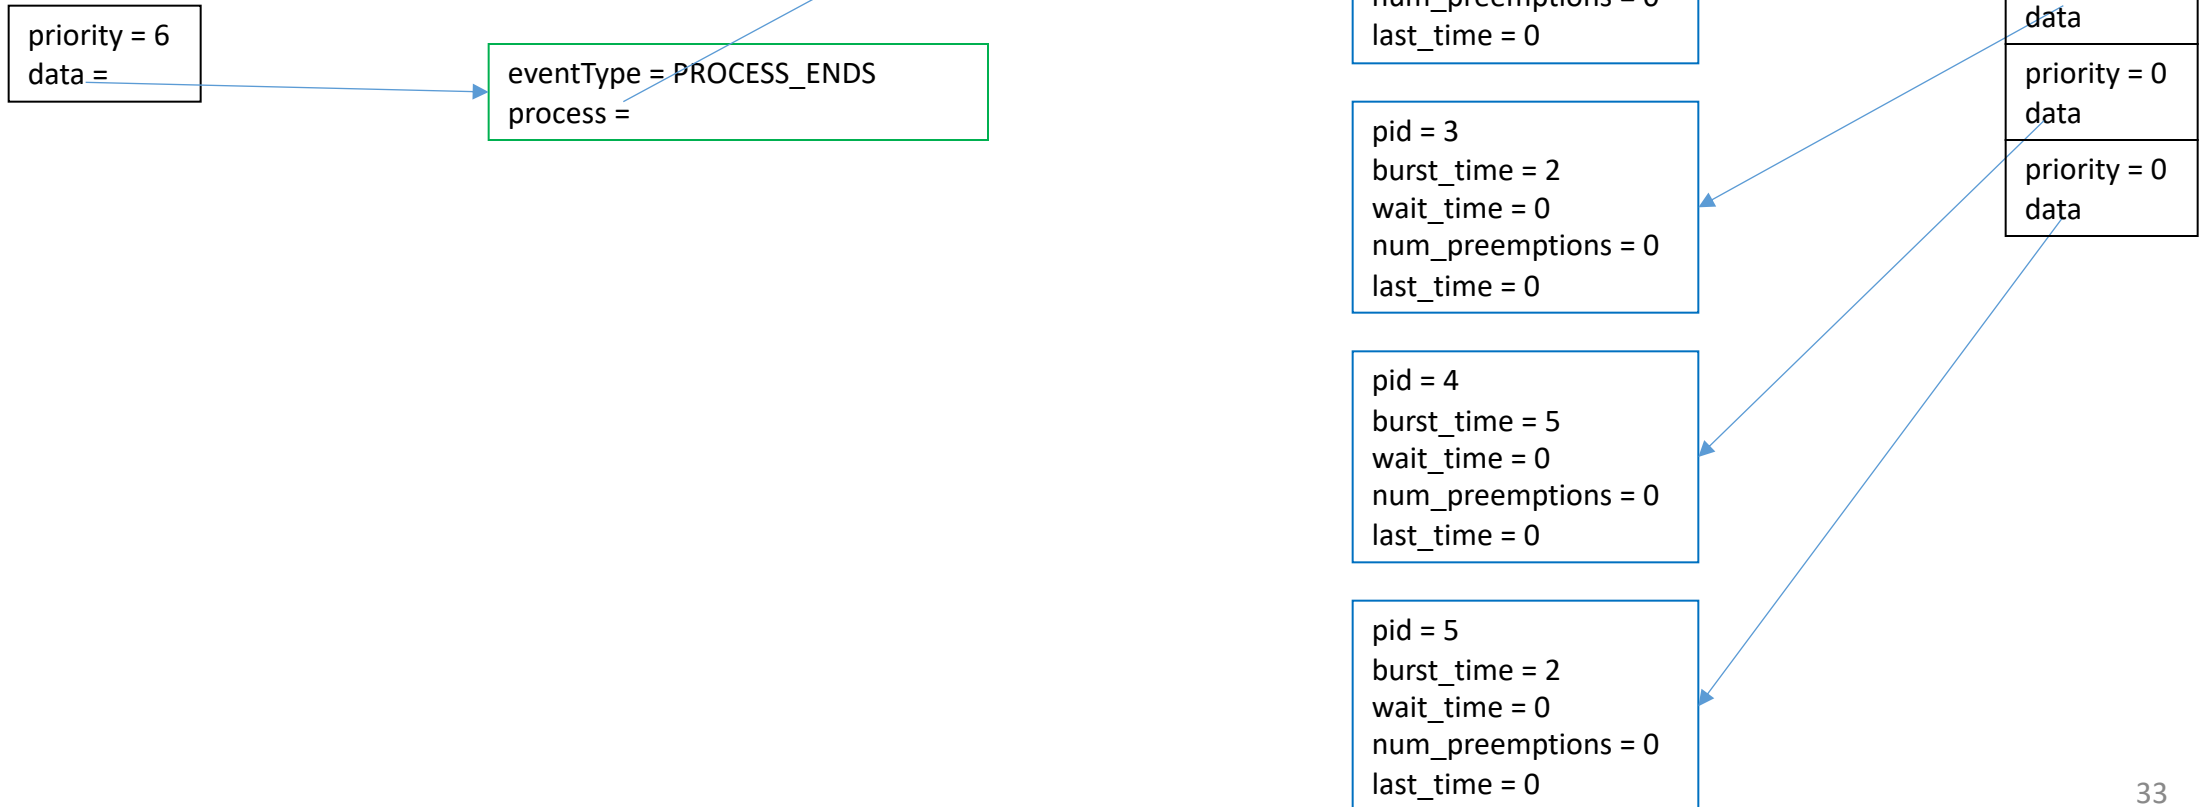 priority = 6
data =
eventType = PROCESS_ENDS
process =
num_preemptions = 0
last_time = 0
pid = 3
burst_time = 2
wait_time = 0
num_preemptions = 0
last_time = 0
pid = 4
burst_time = 5
wait_time = 0
num_preemptions = 0
last_time = 0
pid = 5
burst_time = 2
wait_time = 0
num_preemptions = 0
last_time = 0
data
priority = 0
data
priority = 0
data
33